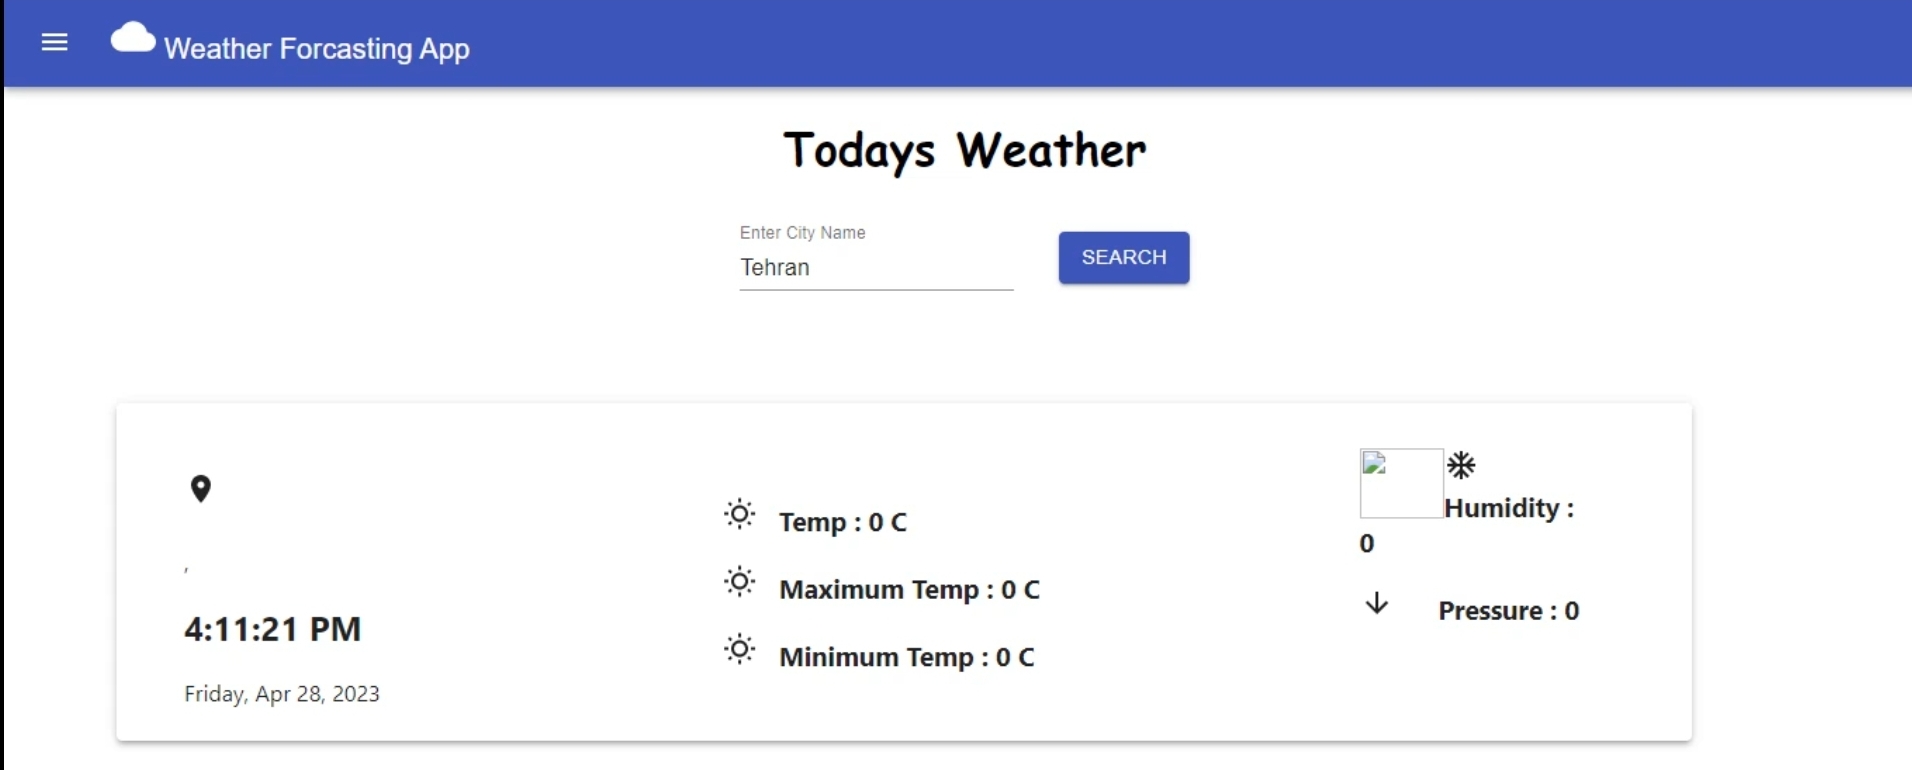 Weather Forcasting App
Todays Weather
Enter City Name
Tehran
SEARCH
,
4:11:21 PM
Friday, Apr 28, 2023
Temp : 0 C
Maximum Temp : 0 C
Minimum Temp : 0 C
Humidity :
0
Pressure : 0